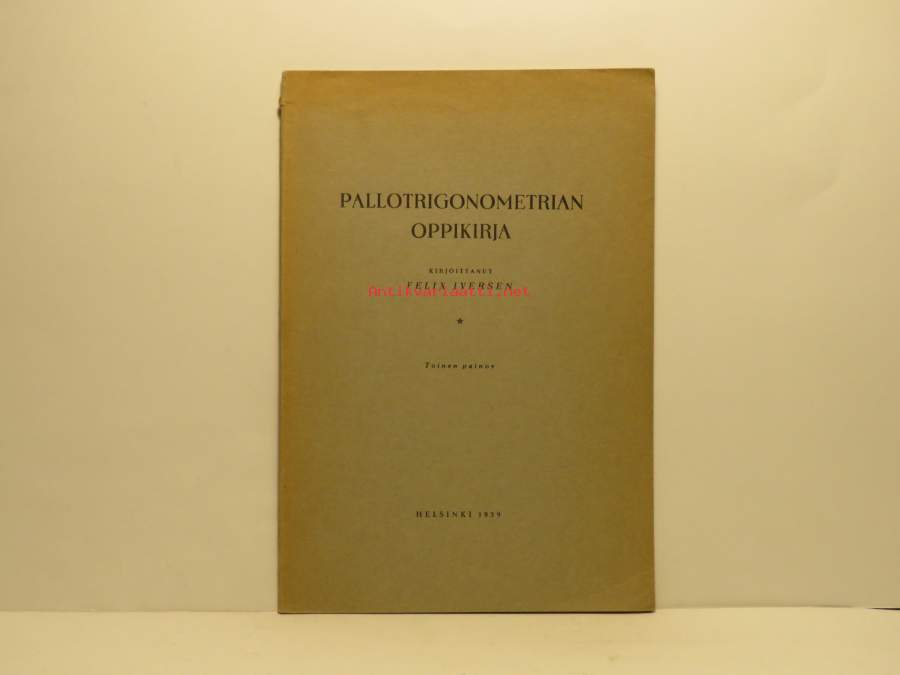 PALLOTRIGONOMETRIAN
OPPIKIRJA
KIRJOITTANUT
FELIX IVERSEN
Antikvariaatti.net
★
Toinen painos
HELSINKI 1939